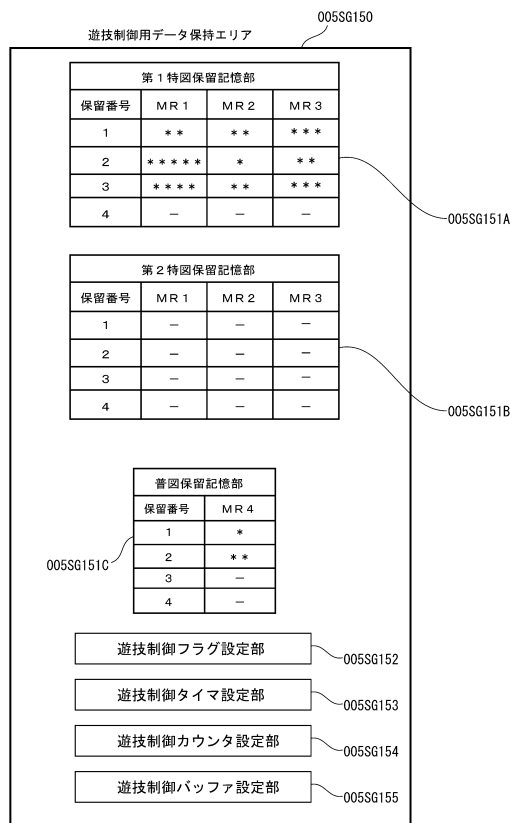 005SG150
遊技制御用データ保持エリア
第1特図保留記憶部
保留番号 MR1 MR2 MR3
1 ** ** ***
2 ***** * **
3 **** ** ***
4 － － －
005SG151A
第2特図保留記憶部
保留番号 MR1 MR2 MR3
1 － － －
2 － － －
3 － － －
4 － － －
005SG151B
普図保留記憶部
保留番号 MR4
1 *
2 **
3 －
4 －
005SG151C
遊技制御フラグ設定部 005SG152
遊技制御タイマ設定部 005SG153
遊技制御カウンタ設定部 005SG154
遊技制御バッファ設定部 005SG155